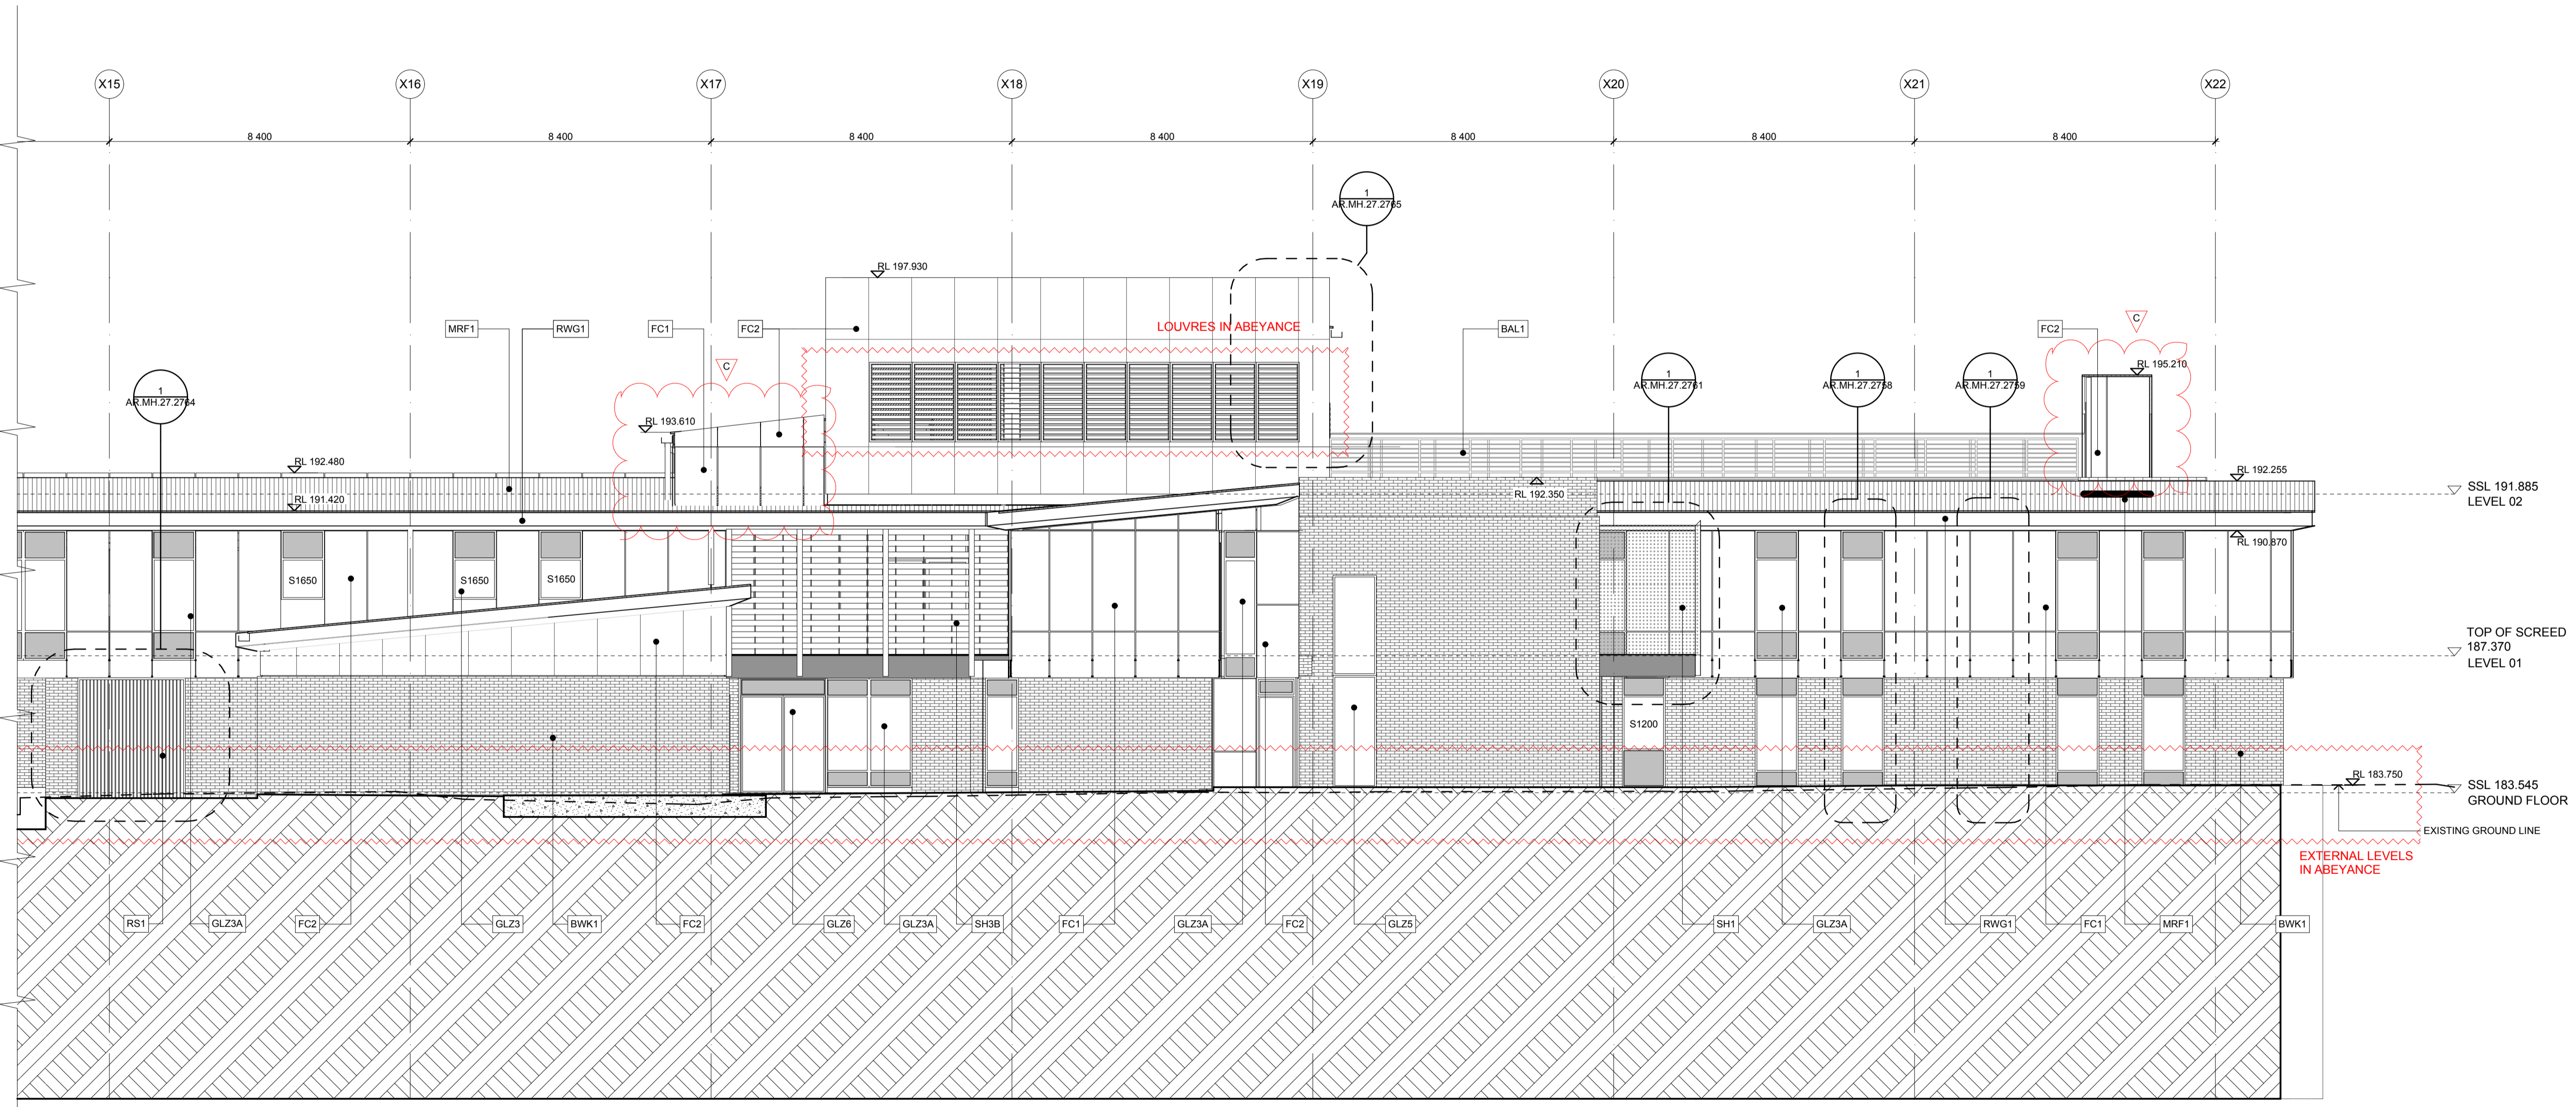 X15
X16
X17
X18
X19
X20
X21
X22
8 400
8 400
8 400
8 400
8 400
8 400
8 400
1
AR.MH.27.2765
RL 197.930
MRF1
RWG1
FC1
FC2
LOUVRES IN ABEYANCE
BAL1
FC2
C
C
1
AR.MH.27.2764
1
AR.MH.27.2761
1
AR.MH.27.2758
1
AR.MH.27.2759
RL 195.210
RL 193.610
RL 192.480
RL 191.420
RL 192.350
RL 192.255
SSL 191.885
LEVEL 02
RL 190.870
S1650
S1650
S1650
TOP OF SCREED
187.370
LEVEL 01
S1200
RL 183.750
SSL 183.545
GROUND FLOOR
EXISTING GROUND LINE
EXTERNAL LEVELS
IN ABEYANCE
RS1
GLZ3A
FC2
GLZ3
BWK1
FC2
GLZ6
GLZ3A
SH3B
FC1
GLZ3A
FC2
GLZ5
SH1
GLZ3A
RWG1
FC1
MRF1
BWK1